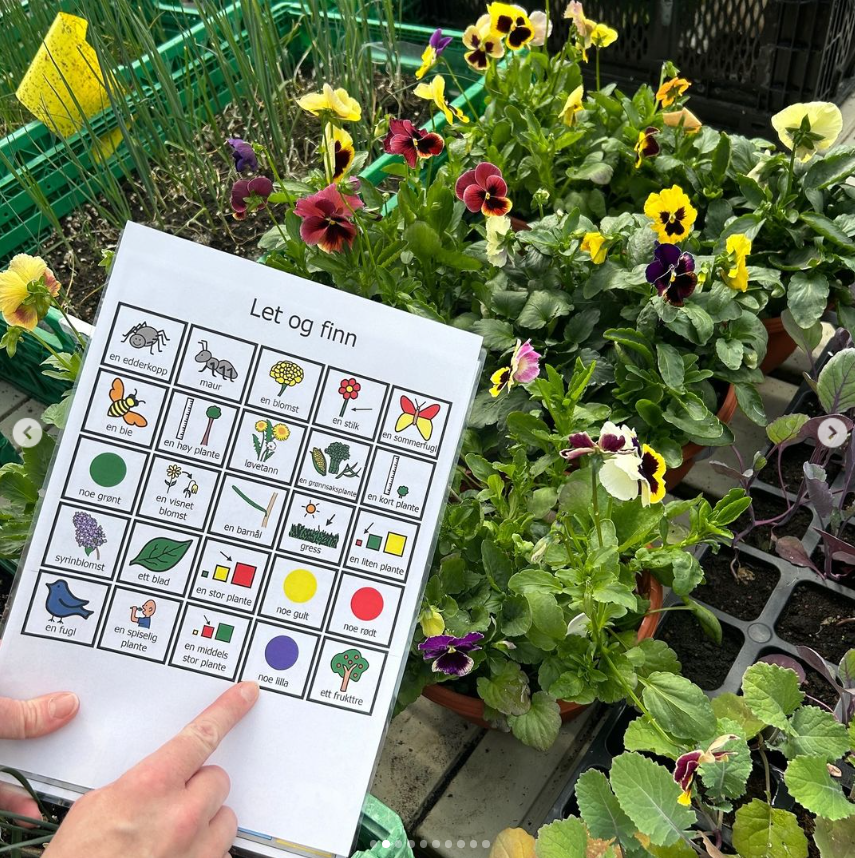 Let og finn
en edderkopp
maur
en blomst
en stilk
en sommerfugl
en bie
en høy plante
løvetann
en grønnsaksplante
en kort plante
noe grønt
en visnet
blomst
en barnål
gress
en liten plante
syrinblomst
ett blad
en stor plante
noe gult
noe rødt
en fugl
en spiselig
plante
en middels
stor plante
noe lilla
ett frukttre